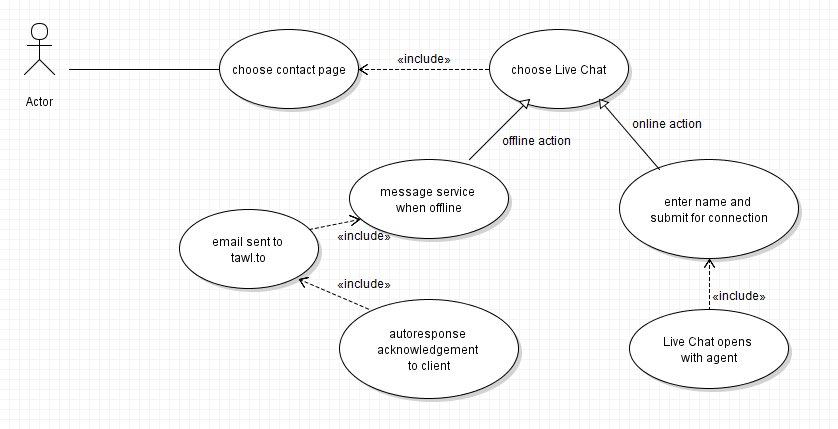 Actor
choose contact page
«include»
choose Live Chat
offline action
online action
message service
when offline
enter name and
submit for connection
email sent to
tawl.to
«include»
«include»
autoresponse
acknowledgement
to client
«include»
Live Chat opens
with agent